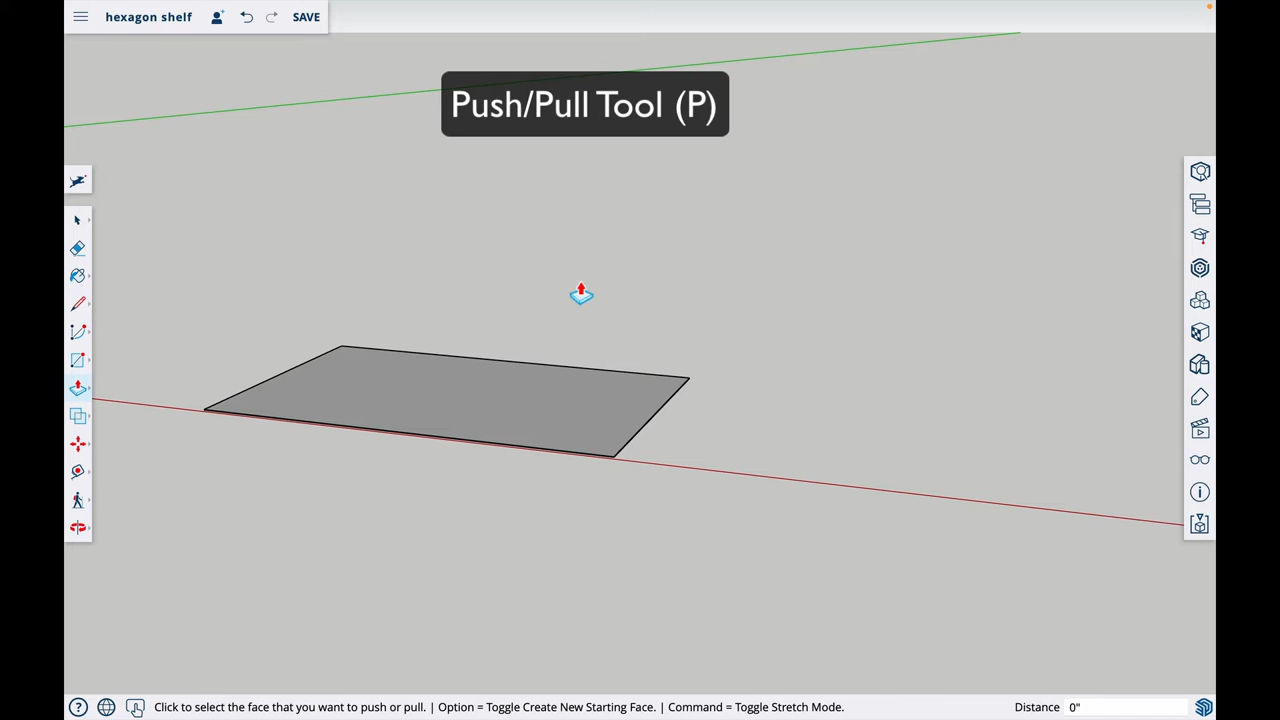 hexagon shelf
SAVE
Push/Pull Tool (P)
Click to select the face that you want to push or pull. | Option = Toggle Create New Starting Face. | Command = Toggle Stretch Mode.
Distance 0"